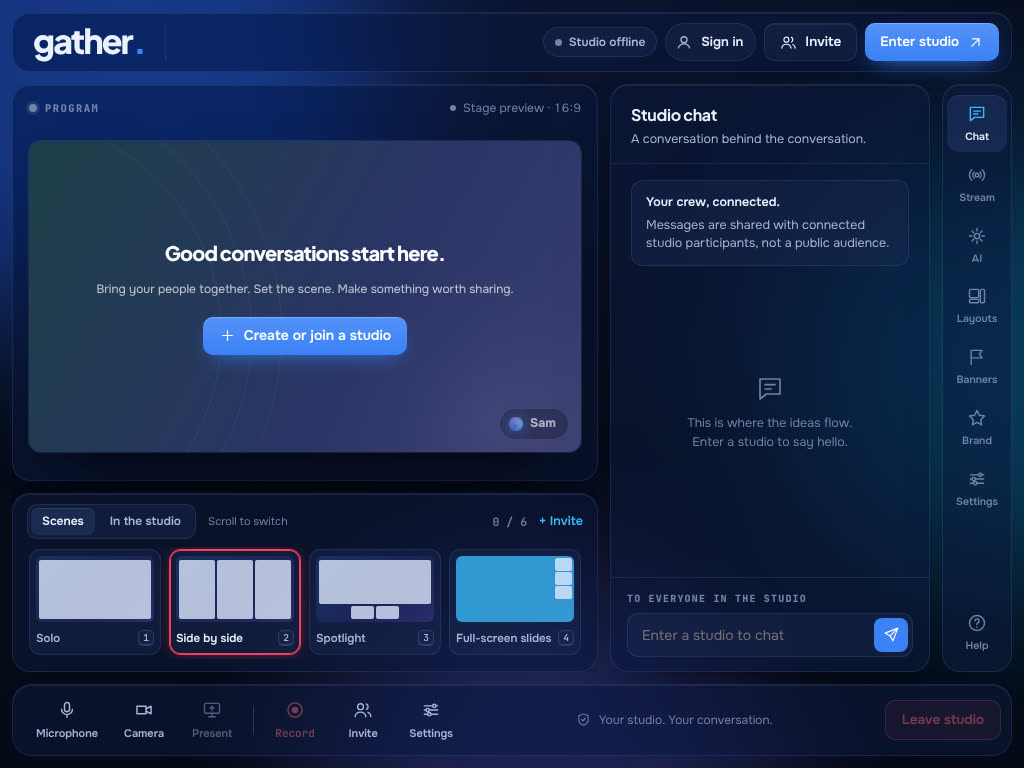 gather.
Studio offline
Sign in
Invite
Enter studio
PROGRAM
Stage preview · 16:9
Good conversations start here.
Bring your people together. Set the scene. Make something worth sharing.
Create or join a studio
Sam
Scenes
In the studio
Scroll to switch
0 / 6
+ Invite
Solo
1
Side by side
2
Spotlight
3
Full-screen slides
4
Studio chat
A conversation behind the conversation.
Your crew, connected.
Messages are shared with connected
studio participants, not a public audience.
This is where the ideas flow.
Enter a studio to say hello.
TO EVERYONE IN THE STUDIO
Enter a studio to chat
Chat
Stream
AI
Layouts
Banners
Brand
Settings
Help
Microphone
Camera
Present
Record
Invite
Settings
Your studio. Your conversation.
Leave studio